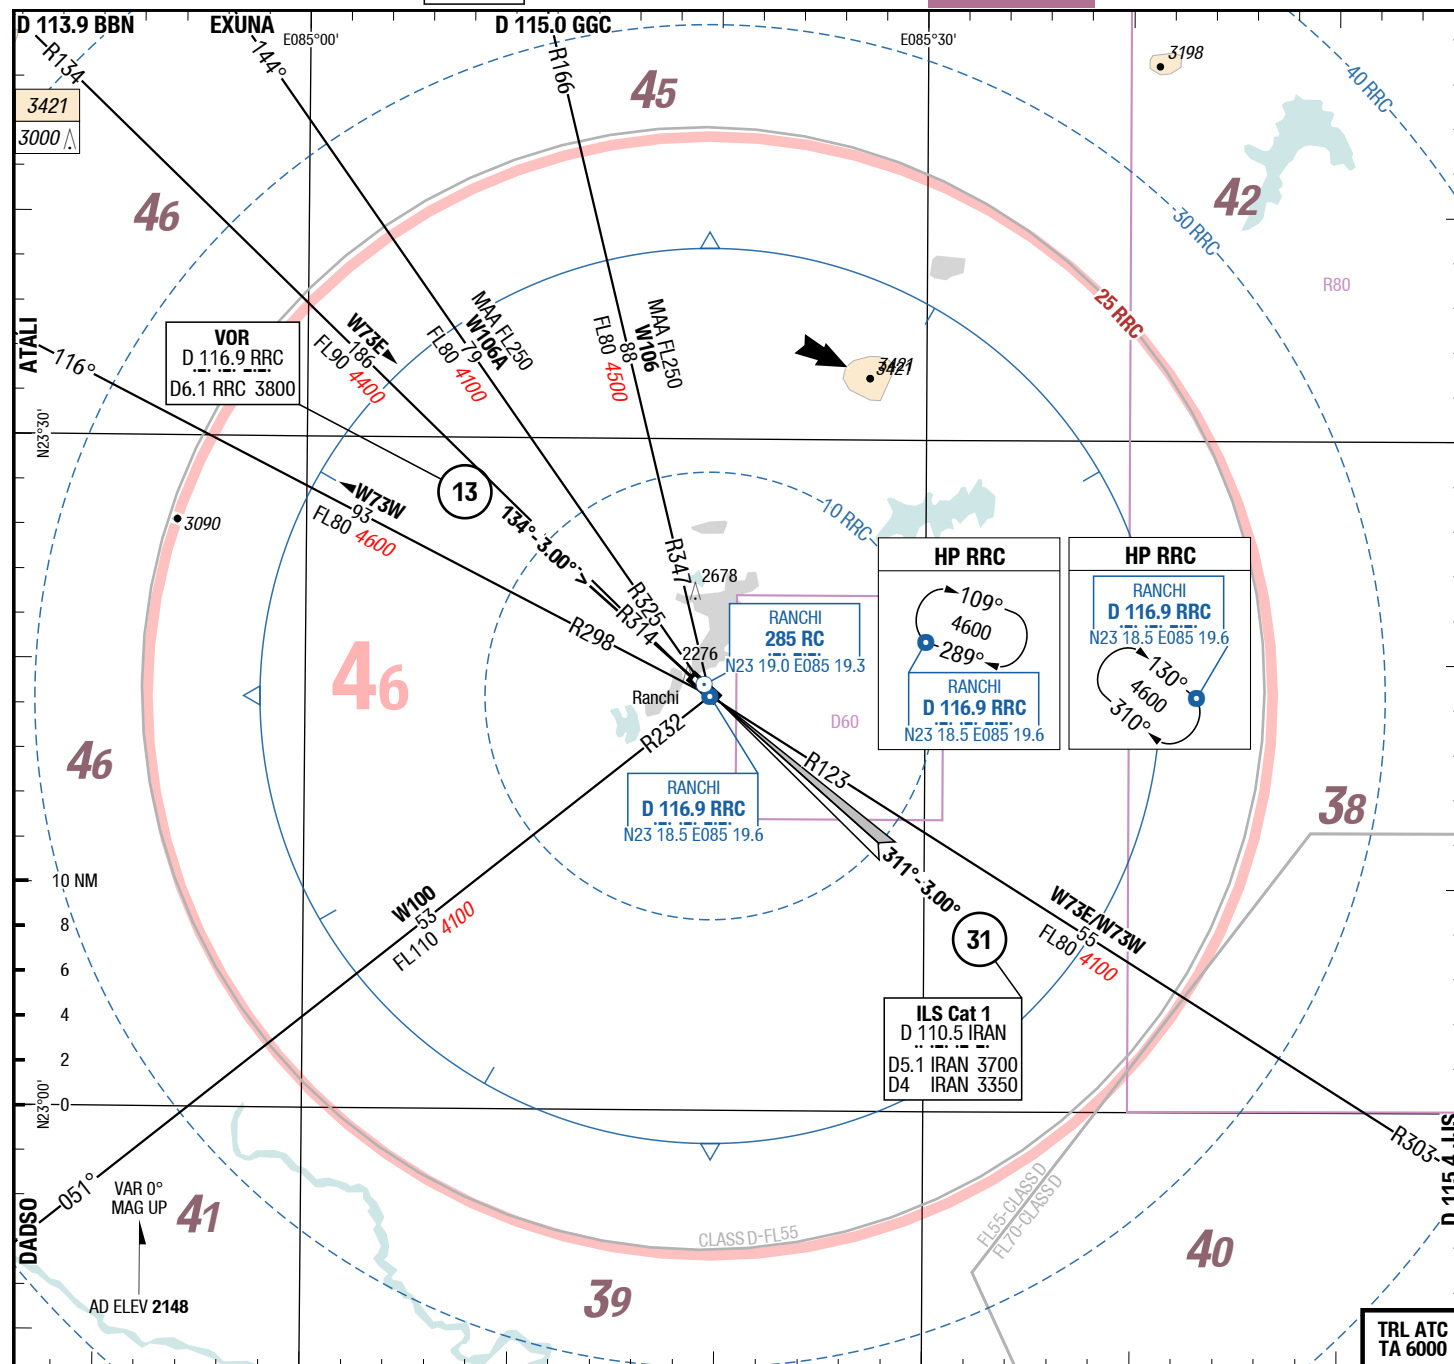 D 113.9 BBN
EXUNA
D 115.0 GGC
E085°00'
E085°30'
R134
144°
R166
45
3198
40 RRC
3421
3000
46
42
30 RRC
R80
25 RRC
ATALI
116°
VOR
D 116.9 RRC
D6.1 RRC 3800
W73E
186
FL90 4400
MAA FL250
W106A
79
FL80 4100
MAA FL250
W106
88
FL80 4500
3421
3421
N23°30'
13
W73W
93
FL80 4600
3090
134°-3.00°
10 RRC
R347
2678
R325
R314
R298
2276
Ranchi
RANCHI
285 RC
N23 19.0 E085 19.3
HP RRC
109°
4600
289°
RANCHI
D 116.9 RRC
N23 18.5 E085 19.6
HP RRC
RANCHI
D 116.9 RRC
N23 18.5 E085 19.6
130°
4600
310°
46
46
D60
R232
R123
RANCHI
D 116.9 RRC
N23 18.5 E085 19.6
38
311°-3.00°
10 NM
8
6
4
2
0
W100
53
FL110 4100
31
W73E/W73W
55
FL80 4100
ILS Cat 1
D 110.5 IRAN
D5.1 IRAN 3700
D4 IRAN 3350
N23°00'
R303
D 115.4 JJS
051°
DADSO
VAR 0°
MAG UP
41
CLASS D-FL55
FL55-CLASS D
FL70-CLASS D
40
39
AD ELEV 2148
TRL ATC
TA 6000